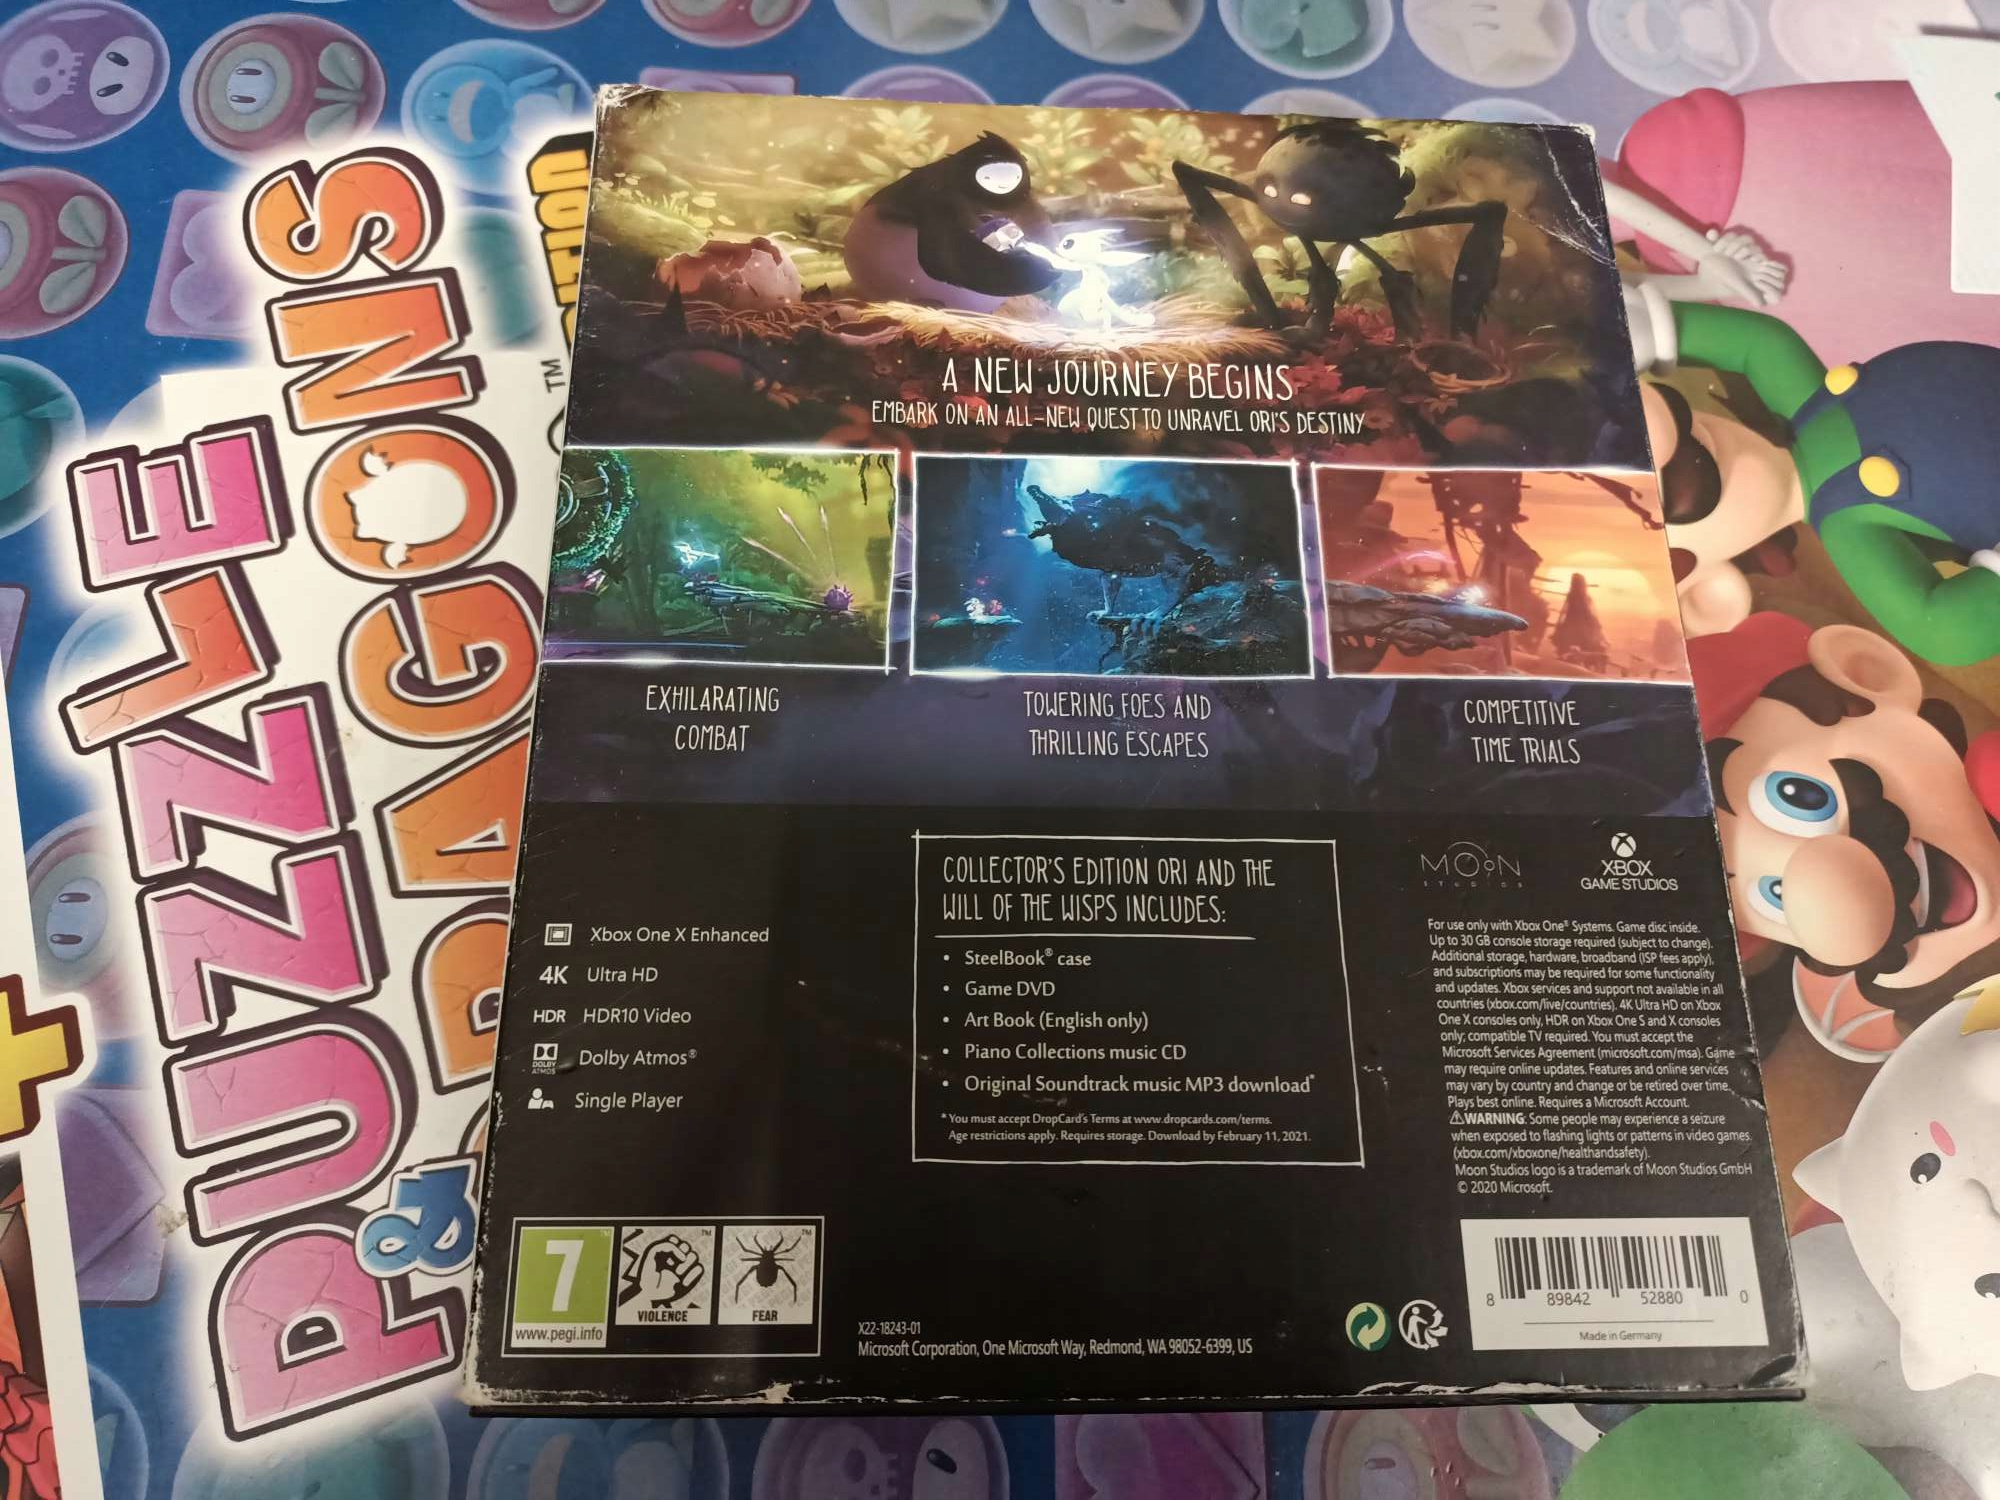 PUZZLE
& DRAGONS
TM
A NEW JOURNEY BEGINS
EMBARK ON AN ALL-NEW QUEST TO UNRAVEL ORI'S DESTINY
EXHILARATING
COMBAT
TOWERING FOES AND
THRILLING ESCAPES
COMPETITIVE
TIME TRIALS
Xbox One X Enhanced
4K Ultra HD
HDR HDR10 Video
DOLBY ATMOS Dolby Atmos®
Single Player
COLLECTOR'S EDITION ORI AND THE
WILL OF THE WISPS INCLUDES:
• SteelBook® case
• Game DVD
• Art Book (English only)
• Piano Collections music CD
• Original Soundtrack music MP3 download*
* You must accept DropCard's Terms at www.dropcards.com/terms.
Age restrictions apply. Requires storage. Download by February 11, 2021.
MOON
STUDIOS
XBOX
GAME STUDIOS
For use only with Xbox One® Systems. Game disc inside.
Up to 30 GB console storage required (subject to change).
Additional storage, hardware, broadband (ISP fees apply),
and subscriptions may be required for some functionality
and updates. Xbox services and support not available in all
countries (xbox.com/live/countries). 4K Ultra HD on Xbox
One X consoles only, HDR on Xbox One S and X consoles
only; compatible TV required. You must accept the
Microsoft Services Agreement (microsoft.com/msa). Game
may require online updates. Features and online services
may vary by country and change or be retired over time.
Plays best online. Requires a Microsoft Account.
⚠WARNING: Some people may experience a seizure
when exposed to flashing lights or patterns in video games.
(xbox.com/xboxone/healthandsafety).
Moon Studios logo is a trademark of Moon Studios GmbH
© 2020 Microsoft.
7
www.pegi.info
VIOLENCE
FEAR
X22-18243-01
Microsoft Corporation, One Microsoft Way, Redmond, WA 98052-6399, US
8 89842 52880 0
Made in Germany